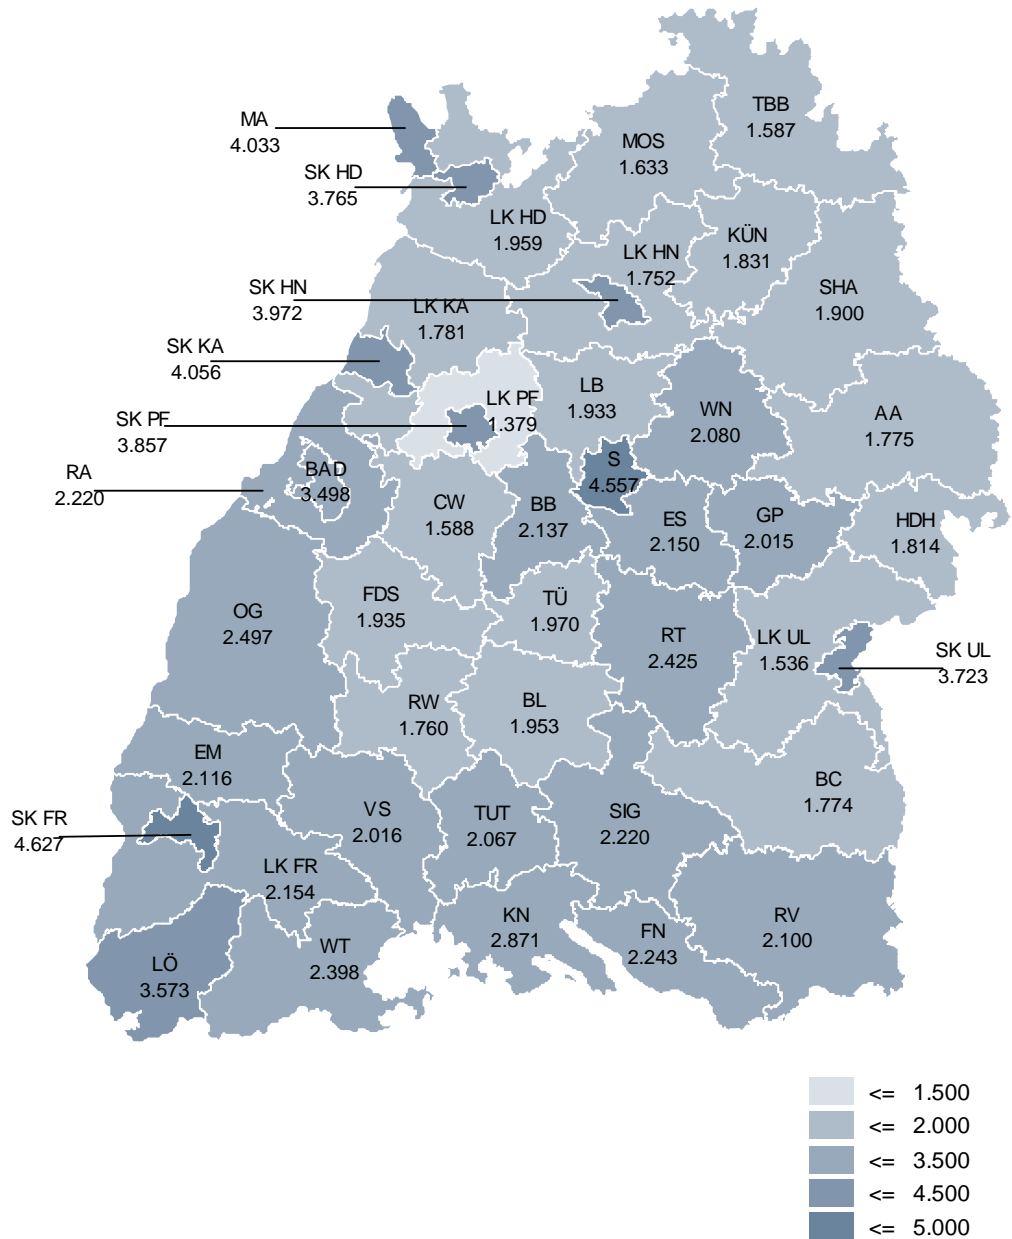 TBB
1.587
MA
4.033
MOS
1.633
SK HD
3.765
LK HD
1.959
KÜN
1.831
LK HN
1.752
SK HN
3.972
LK KA
1.781
SHA
1.900
SK KA
4.056
LB
1.933
LK PF
1.379
WN
2.080
AA
1.775
SK PF
3.857
S
4.557
RA
2.220
BAD
3.498
CW
1.588
BB
2.137
ES
2.150
GP
2.015
HDH
1.814
FDS
1.935
TÜ
1.970
OG
2.497
RT
2.425
LK UL
1.536
SK UL
3.723
RW
1.760
BL
1.953
EM
2.116
BC
1.774
VS
2.016
TUT
2.067
SIG
2.220
SK FR
4.627
LK FR
2.154
KN
2.871
RV
2.100
FN
2.243
WT
2.398
LÖ
3.573
<= 1.500
<= 2.000
<= 3.500
<= 4.500
<= 5.000